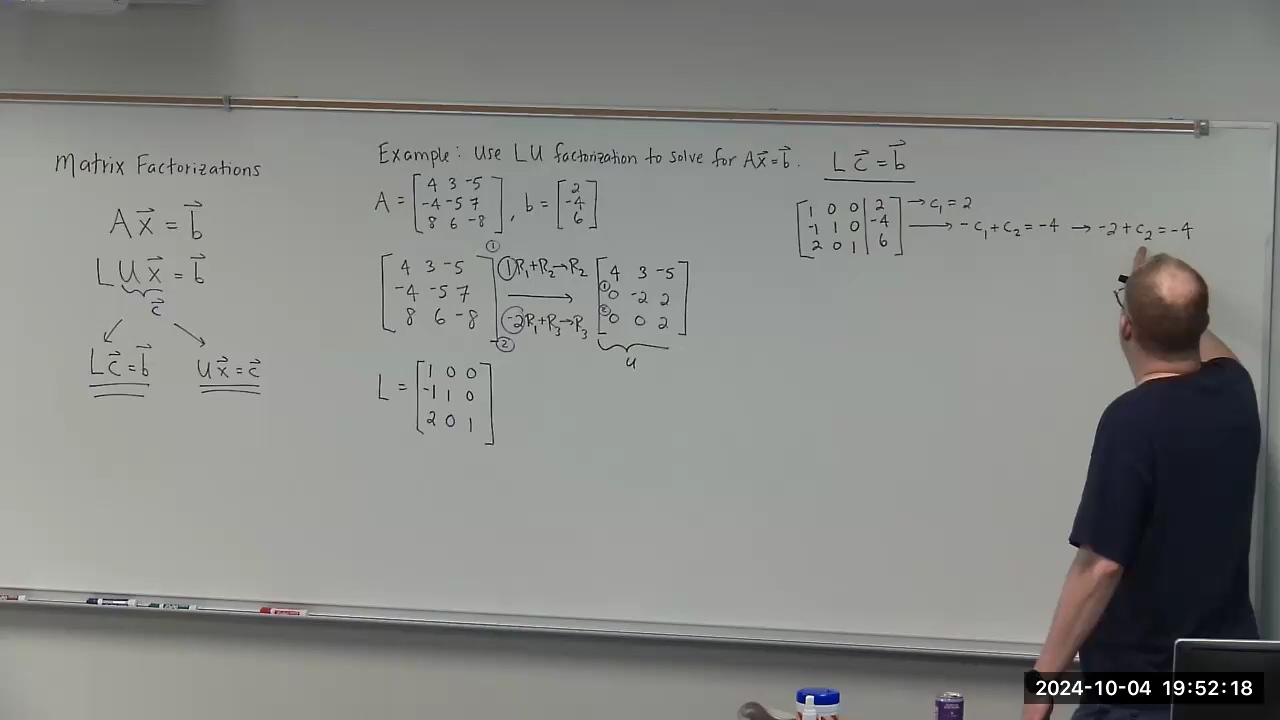 Matrix Factorizations
Ax⃗ = b⃗
LUx⃗ = b⃗
c⃗
Lc⃗ = b⃗
Ux⃗ = c⃗
Example: Use LU factorization to solve for Ax⃗ = b⃗.
A = [4 3 -5
-4 -5 7
8 6 -8], b = [2
-4
6]
[4 3 -5
-4 -5 7
8 6 -8]
① 1R₁+R₂→R₂
② -2R₁+R₃→R₃
[4 3 -5
① 0 -2 2
② 0 0 2]
U
L = [1 0 0
-1 1 0
2 0 1]
Lc⃗ = b⃗
[1 0 0 | 2
-1 1 0 | -4
2 0 1 | 6]
→ c₁ = 2
→ -c₁ + c₂ = -4 → -2 + c₂ = -4
2024-10-04 19:52:18